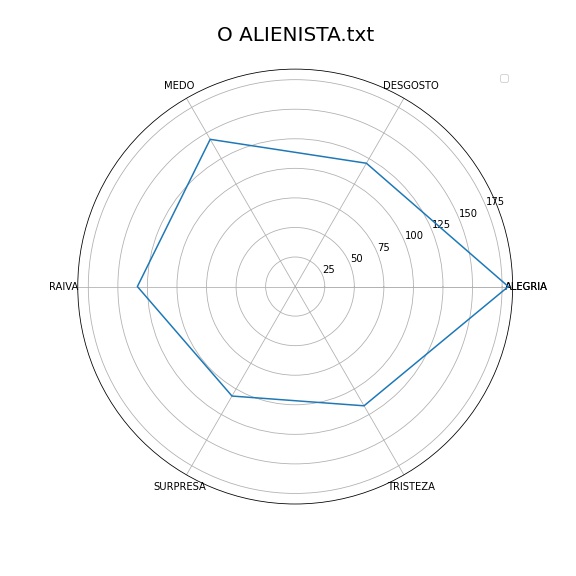 O ALIENISTA.txt
MEDO
DESGOSTO
175
150
125
100
75
50
25
RAIVA
ALEGRIA
SURPRESA
TRISTEZA